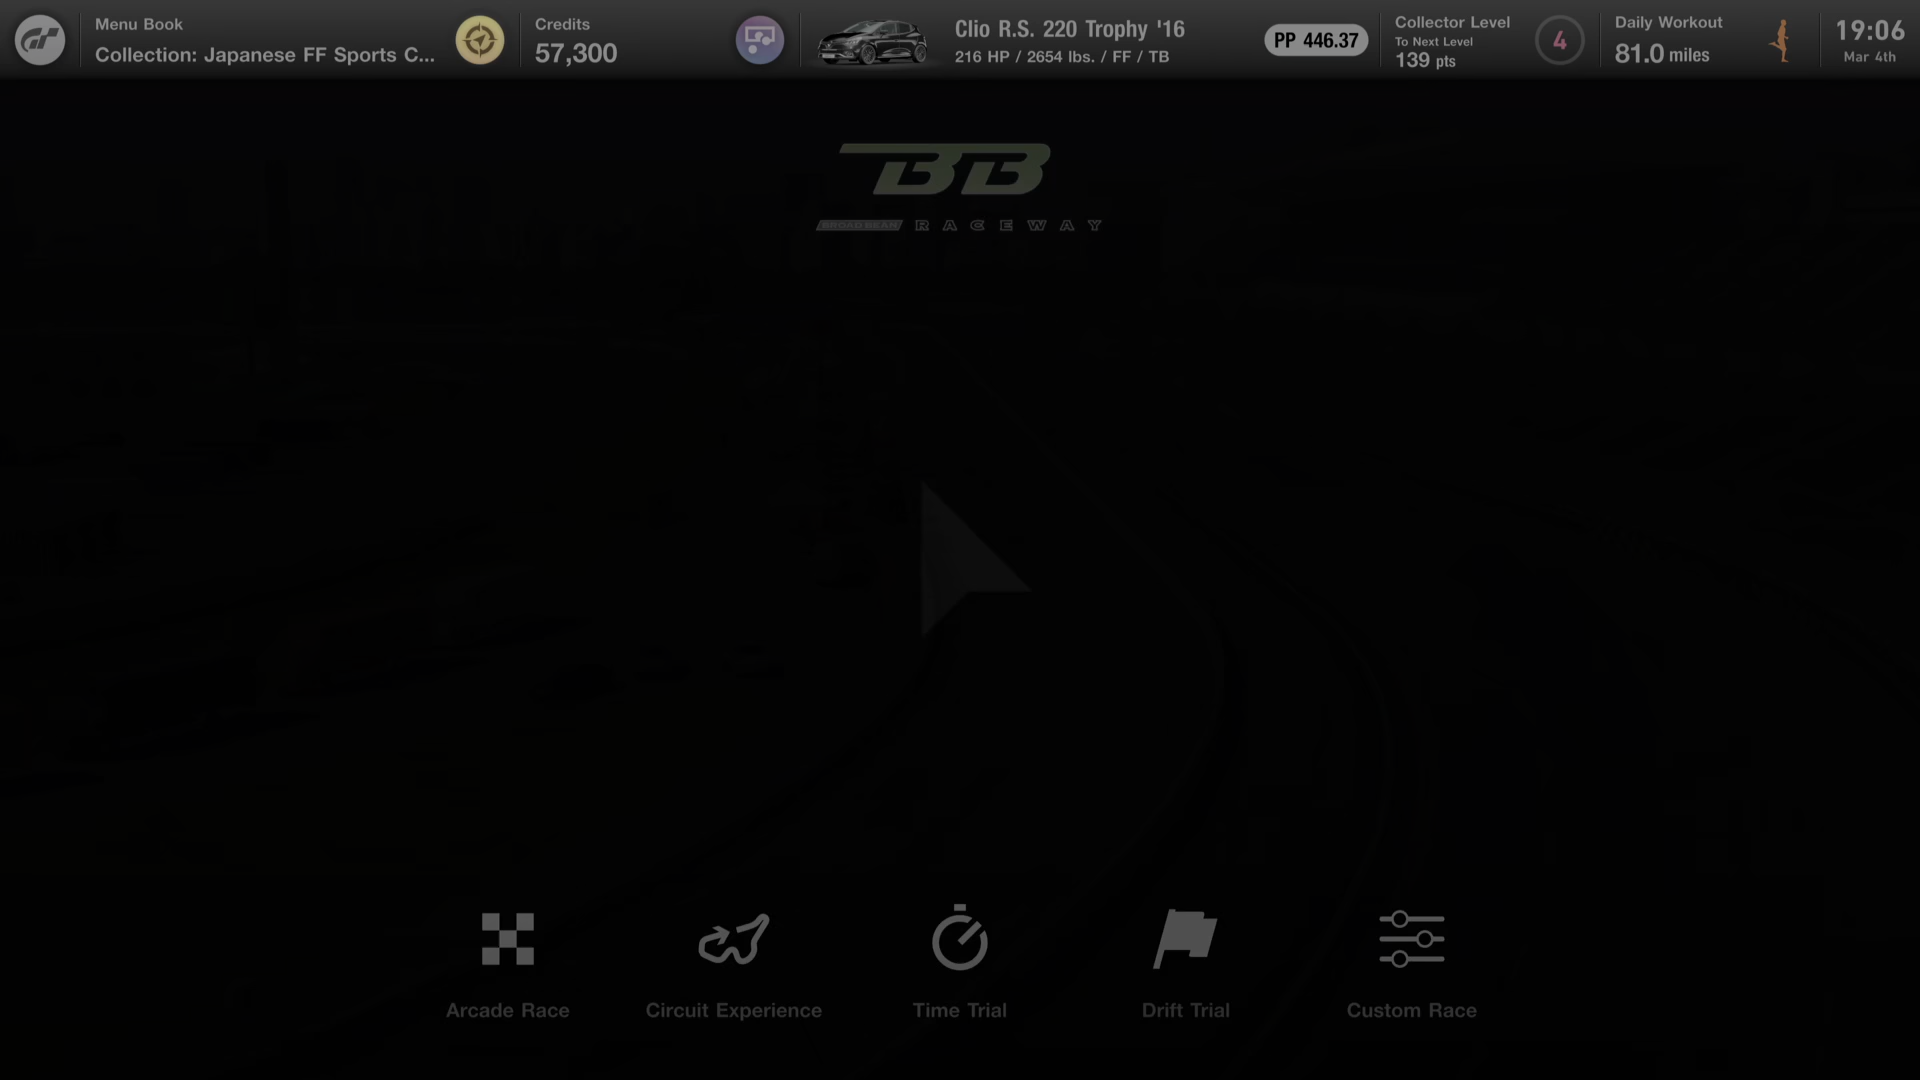 Menu Book
Collection: Japanese FF Sports C...
Credits
57,300
Clio R.S. 220 Trophy '16
216 HP / 2654 lbs. / FF / TB
PP 446.37
Collector Level
To Next Level
139 pts
4
Daily Workout
81.0 miles
19:06
Mar 4th
BB
BROAD BEAN RACEWAY
Arcade Race
Circuit Experience
Time Trial
Drift Trial
Custom Race